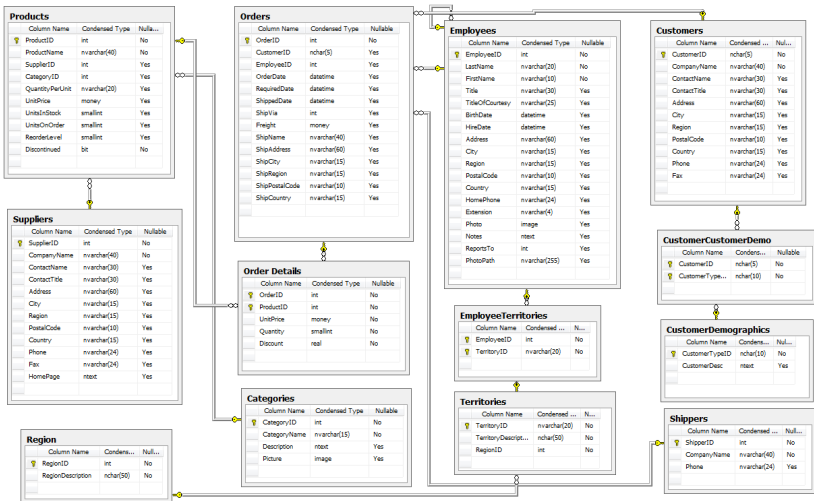 Products
Column Name Condensed Type Nulla...
ProductID int No
ProductName nvarchar(40) No
SupplierID int Yes
CategoryID int Yes
QuantityPerUnit nvarchar(20) Yes
UnitPrice money Yes
UnitsInStock smallint Yes
UnitsOnOrder smallint Yes
ReorderLevel smallint Yes
Discontinued bit No
Orders
Column Name Condensed Type Nullable
OrderID int No
CustomerID nchar(5) Yes
EmployeeID int Yes
OrderDate datetime Yes
RequiredDate datetime Yes
ShippedDate datetime Yes
ShipVia int Yes
Freight money Yes
ShipName nvarchar(40) Yes
ShipAddress nvarchar(60) Yes
ShipCity nvarchar(15) Yes
ShipRegion nvarchar(15) Yes
ShipPostalCode nvarchar(10) Yes
ShipCountry nvarchar(15) Yes
Employees
Column Name Condensed Type Nullable
EmployeeID int No
LastName nvarchar(20) No
FirstName nvarchar(10) No
Title nvarchar(30) Yes
TitleOfCourtesy nvarchar(25) Yes
BirthDate datetime Yes
HireDate datetime Yes
Address nvarchar(60) Yes
City nvarchar(15) Yes
Region nvarchar(15) Yes
PostalCode nvarchar(10) Yes
Country nvarchar(15) Yes
HomePhone nvarchar(24) Yes
Extension nvarchar(4) Yes
Photo image Yes
Notes ntext Yes
ReportsTo int Yes
PhotoPath nvarchar(255) Yes
Customers
Column Name Condensed ... Nul...
CustomerID nchar(5) No
CompanyName nvarchar(40) No
ContactName nvarchar(30) Yes
ContactTitle nvarchar(30) Yes
Address nvarchar(60) Yes
City nvarchar(15) Yes
Region nvarchar(15) Yes
PostalCode nvarchar(10) Yes
Country nvarchar(15) Yes
Phone nvarchar(24) Yes
Fax nvarchar(24) Yes
Suppliers
Column Name Condensed Type Nullable
SupplierID int No
CompanyName nvarchar(40) No
ContactName nvarchar(30) Yes
ContactTitle nvarchar(30) Yes
Address nvarchar(60) Yes
City nvarchar(15) Yes
Region nvarchar(15) Yes
PostalCode nvarchar(10) Yes
Country nvarchar(15) Yes
Phone nvarchar(24) Yes
Fax nvarchar(24) Yes
HomePage ntext Yes
Order Details
Column Name Condensed Type Nullable
OrderID int No
ProductID int No
UnitPrice money No
Quantity smallint No
Discount real No
CustomerCustomerDemo
Column Name Condens... Nullable
CustomerID nchar(5) No
CustomerType... nchar(10) No
EmployeeTerritories
Column Name Condensed ... N...
EmployeeID int No
TerritoryID nvarchar(20) No
CustomerDemographics
Column Name Condens... Nul...
CustomerTypeID nchar(10) No
CustomerDesc ntext Yes
Categories
Column Name Condensed Type Nullable
CategoryID int No
CategoryName nvarchar(15) No
Description ntext Yes
Picture image Yes
Territories
Column Name Condensed ... N...
TerritoryID nvarchar(20) No
TerritoryDescript... nchar(50) No
RegionID int No
Shippers
Column Name Condensed ... Null...
ShipperID int No
CompanyName nvarchar(40) No
Phone nvarchar(24) Yes
Region
Column Name Condens... Null...
RegionID int No
RegionDescription nchar(50) No